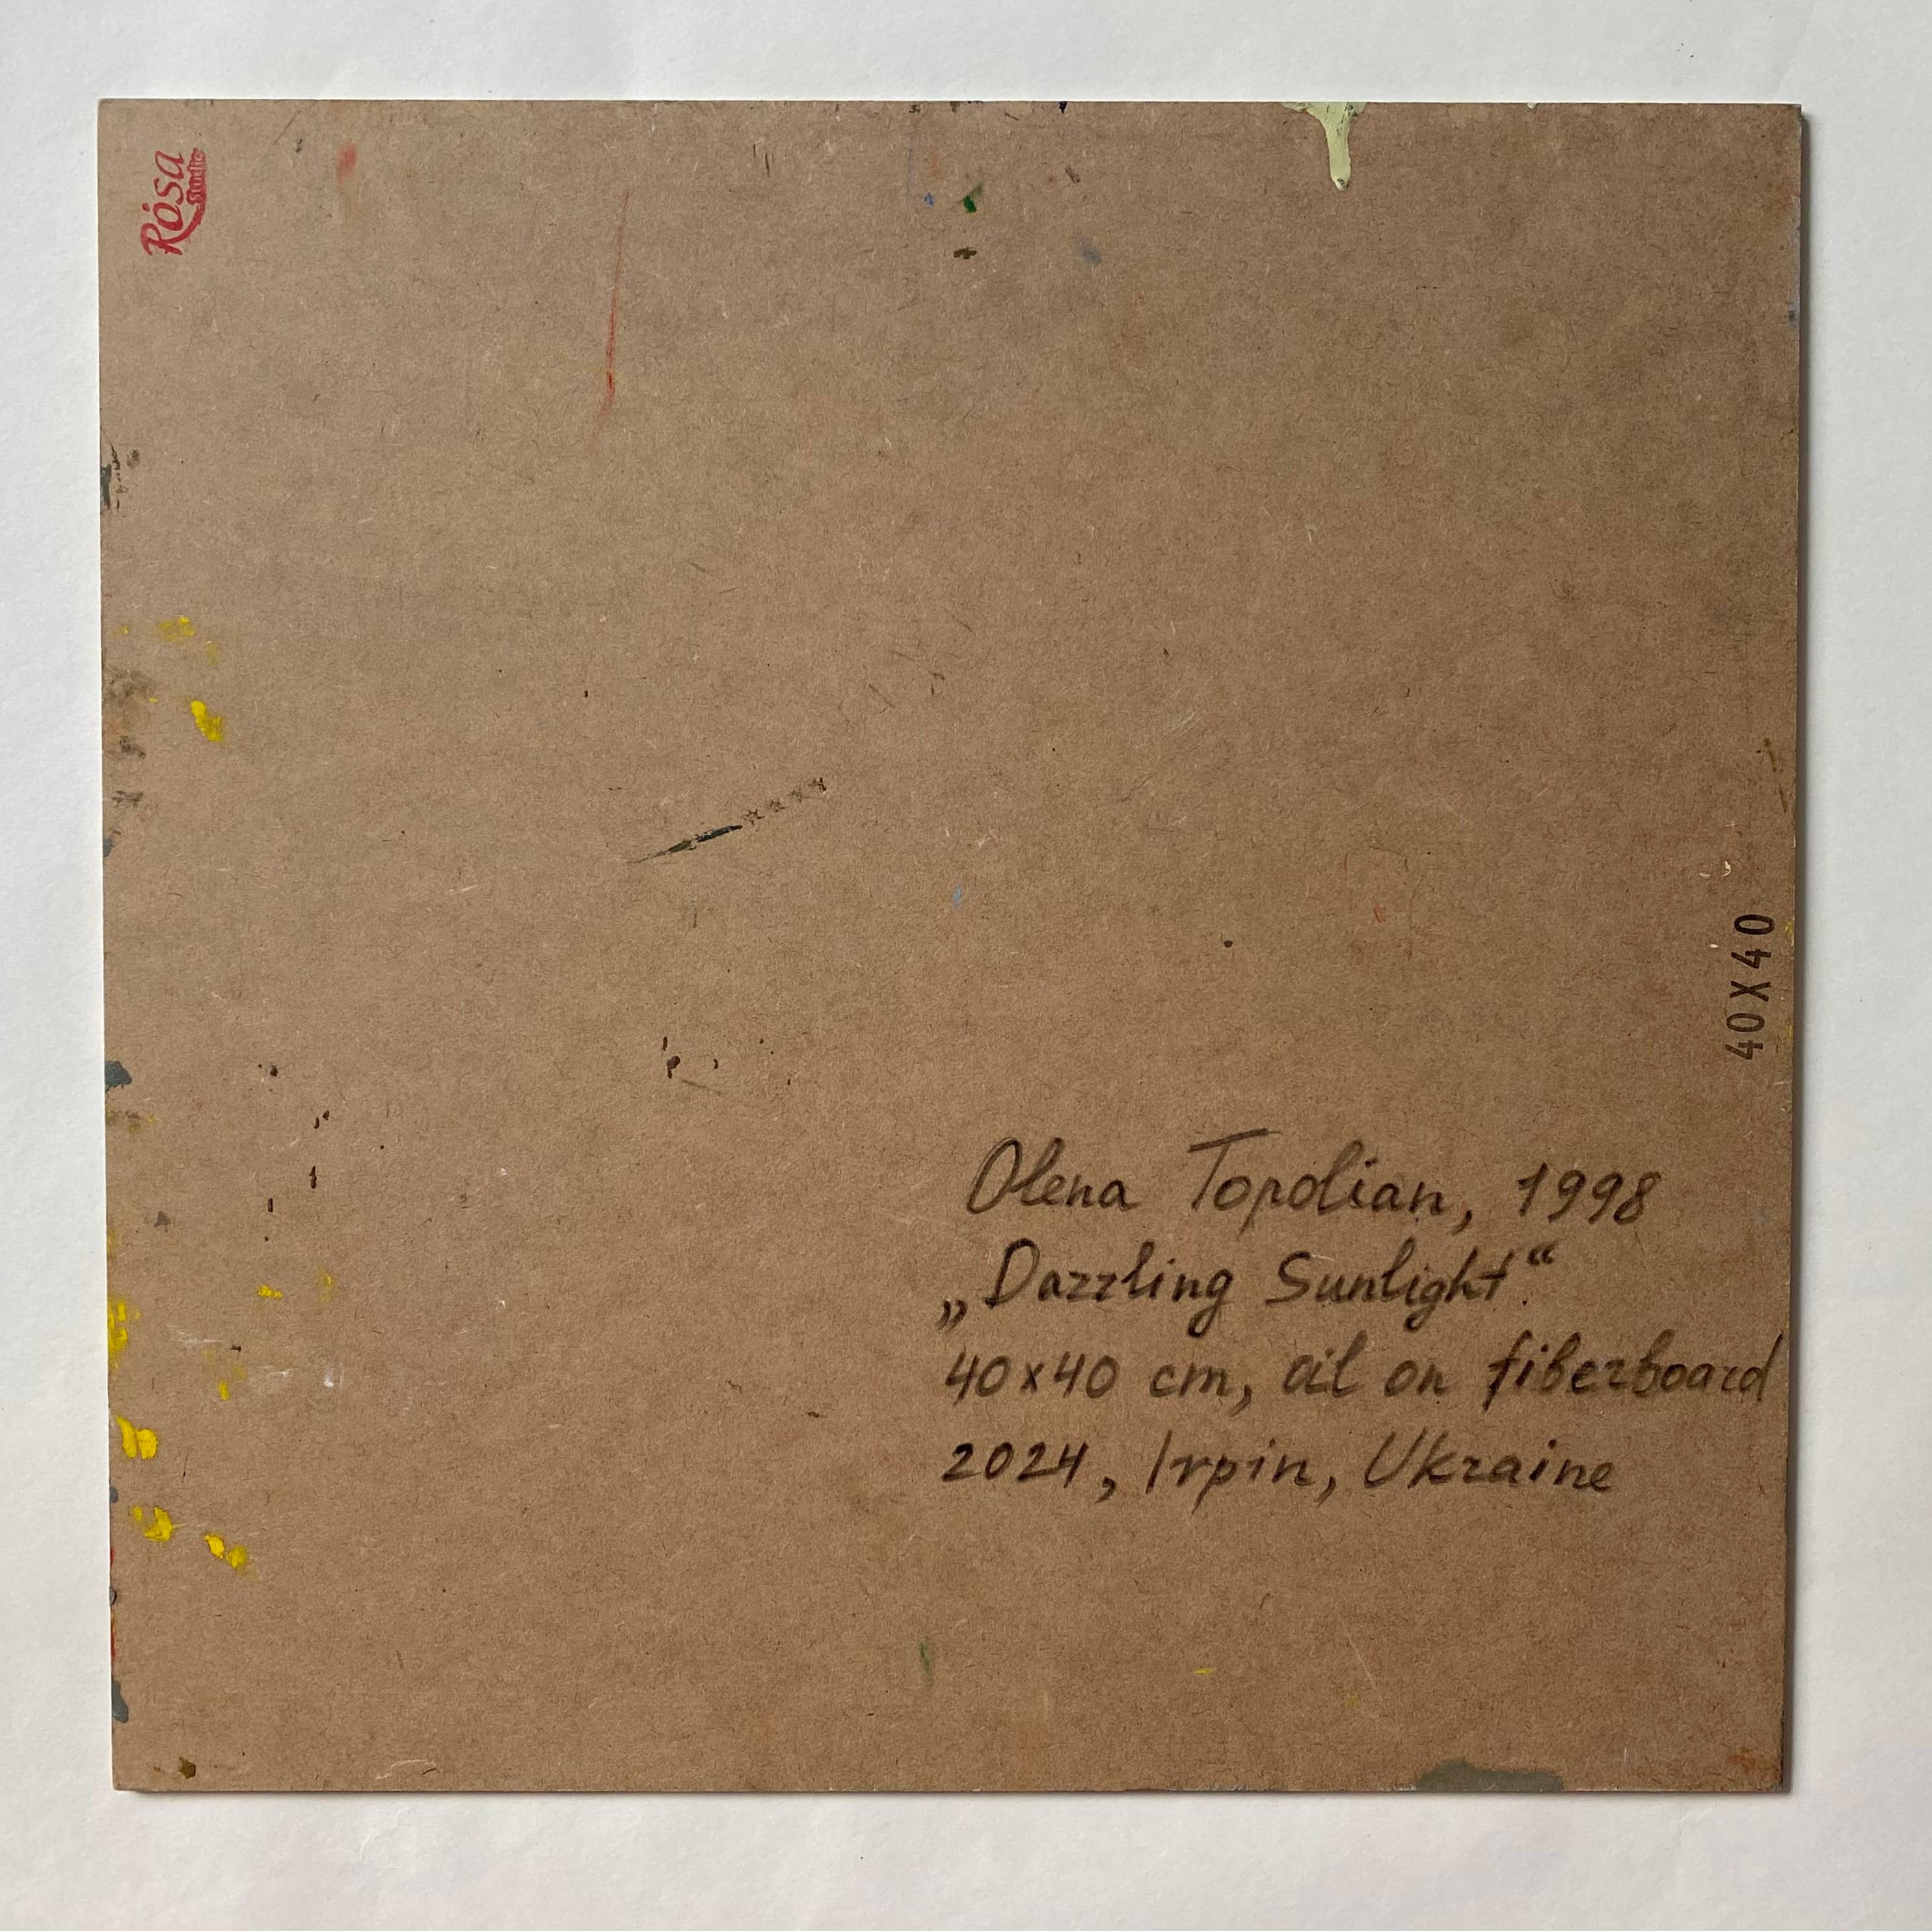 Rósa
Studio
40X40
Olena Topolian, 1998
„Dazzling Sunlight“
40x40 cm, oil on fiberboard
2024, Irpin, Ukraine